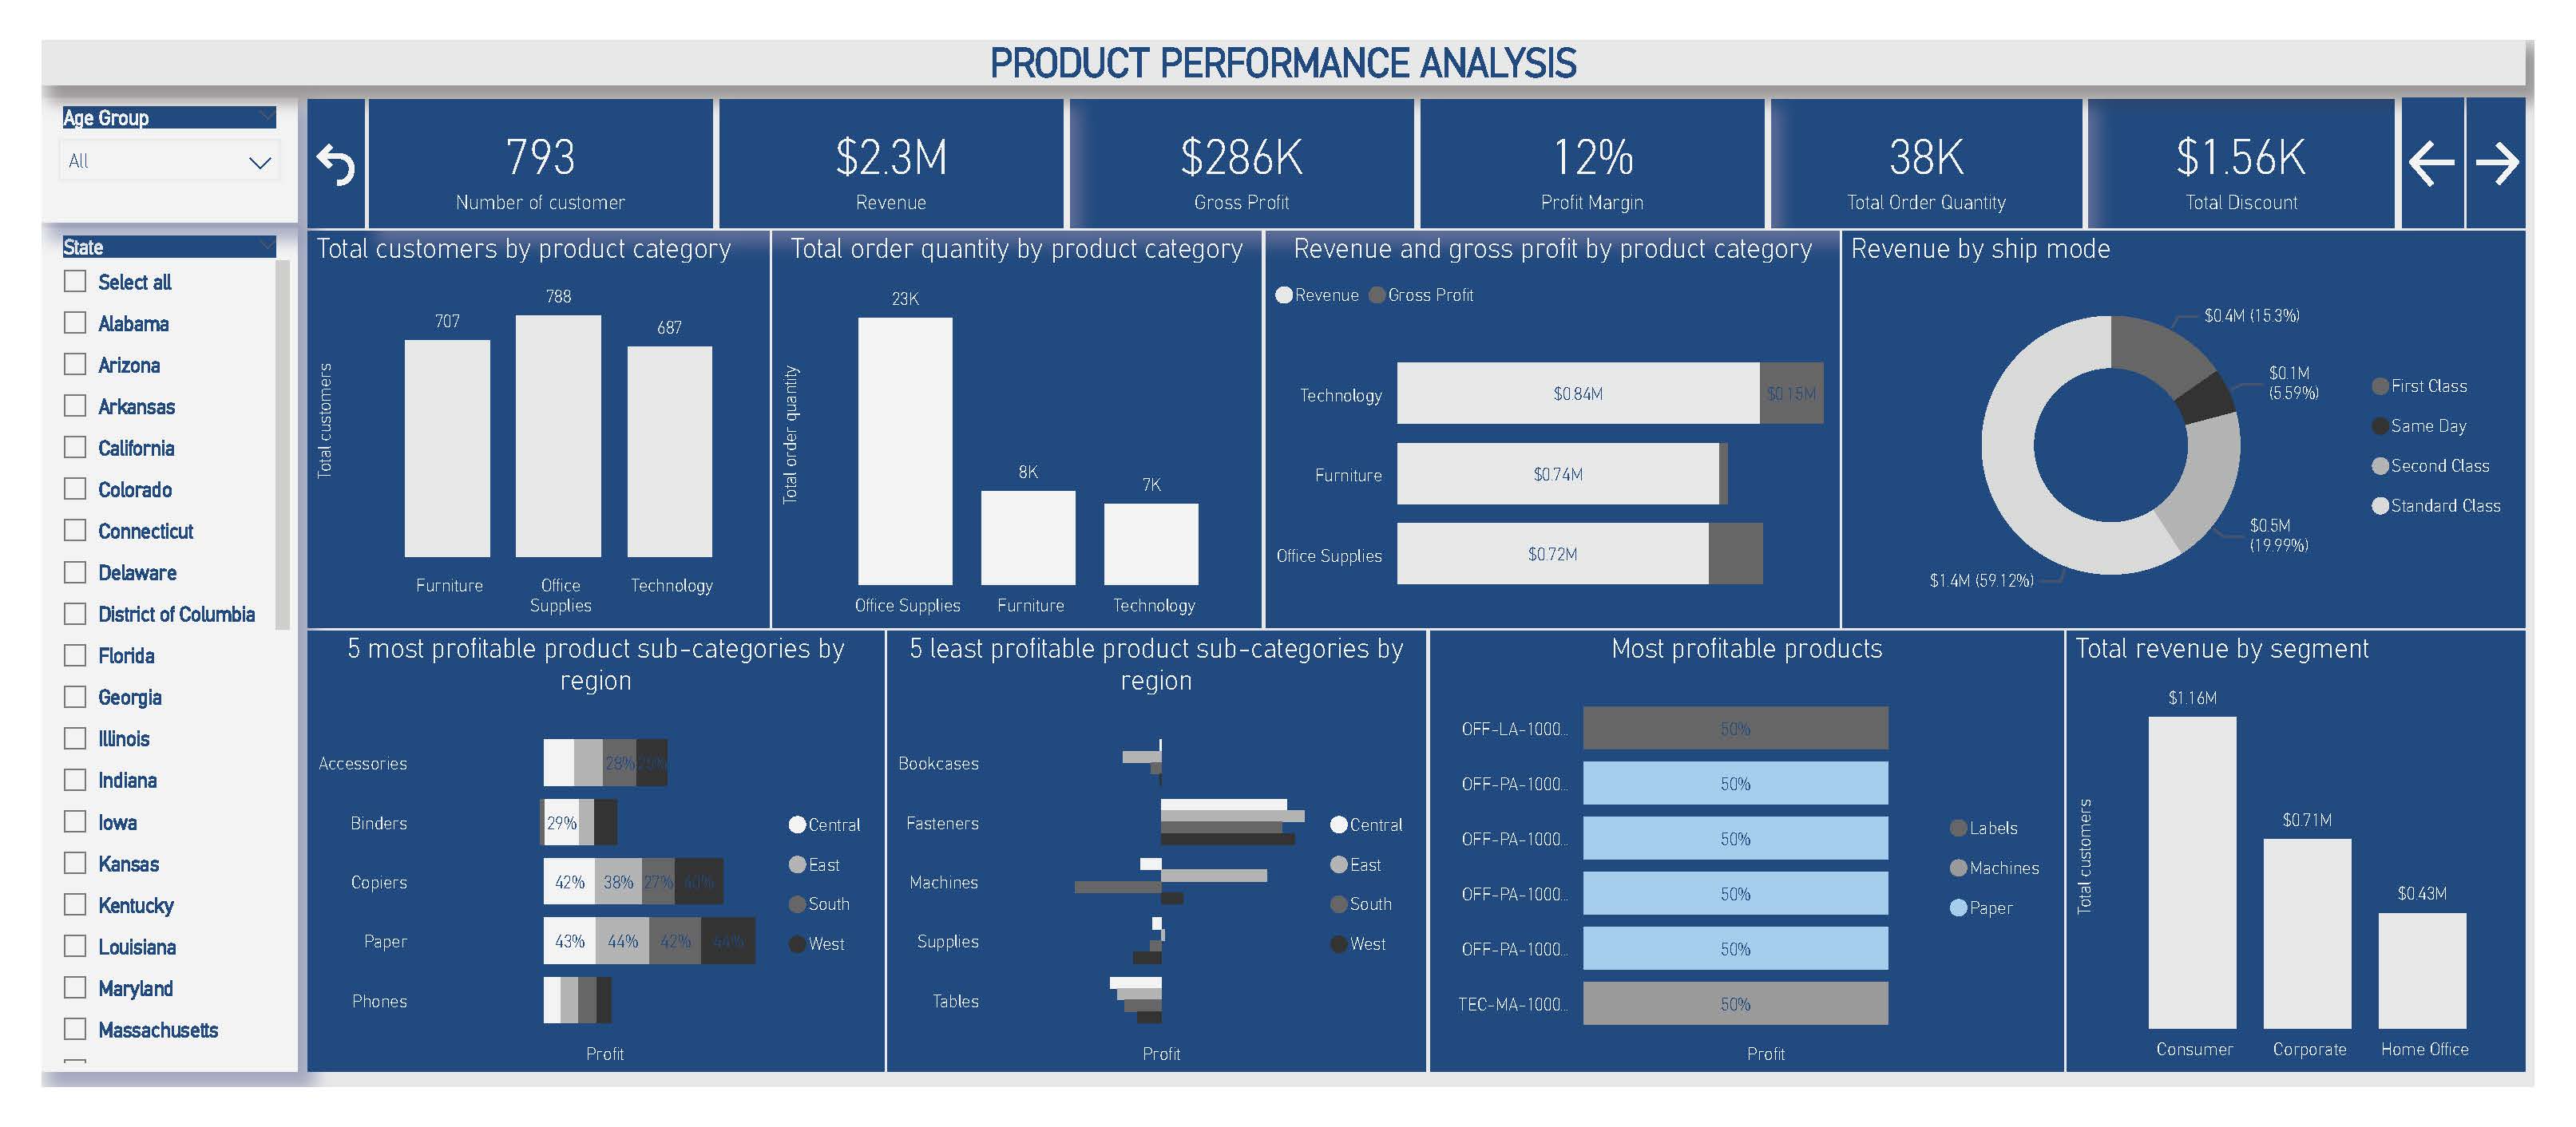 PRODUCT PERFORMANCE ANALYSIS
Age Group
All
793
Number of customer
$2.3M
Revenue
$286K
Gross Profit
12%
Profit Margin
38K
Total Order Quantity
$1.56K
Total Discount
State
Select all
Alabama
Arizona
Arkansas
California
Colorado
Connecticut
Delaware
District of Columbia
Florida
Georgia
Illinois
Indiana
Iowa
Kansas
Kentucky
Louisiana
Maryland
Massachusetts
Total customers by product category
Total customers
707
788
687
Furniture
Office
Supplies
Technology
Total order quantity by product category
Total order quantity
23K
8K
7K
Office Supplies
Furniture
Technology
Revenue and gross profit by product category
Revenue
Gross Profit
Technology
$0.84M
$0.15M
Furniture
$0.74M
Office Supplies
$0.72M
Revenue by ship mode
$0.4M (15.3%)
$0.1M
(5.59%)
$0.5M
(19.99%)
$1.4M (59.12%)
First Class
Same Day
Second Class
Standard Class
5 most profitable product sub-categories by
region
Accessories
28%
Binders
29%
Copiers
42%
38%
27%
40%
Paper
43%
44%
42%
44%
Phones
Profit
Central
East
South
West
5 least profitable product sub-categories by
region
Bookcases
Fasteners
Machines
Supplies
Tables
Profit
Central
East
South
West
Most profitable products
OFF-LA-1000...
50%
OFF-PA-1000...
50%
OFF-PA-1000...
50%
OFF-PA-1000...
50%
OFF-PA-1000...
50%
TEC-MA-1000...
50%
Profit
Labels
Machines
Paper
Total revenue by segment
Total customers
$1.16M
$0.71M
$0.43M
Consumer
Corporate
Home Office